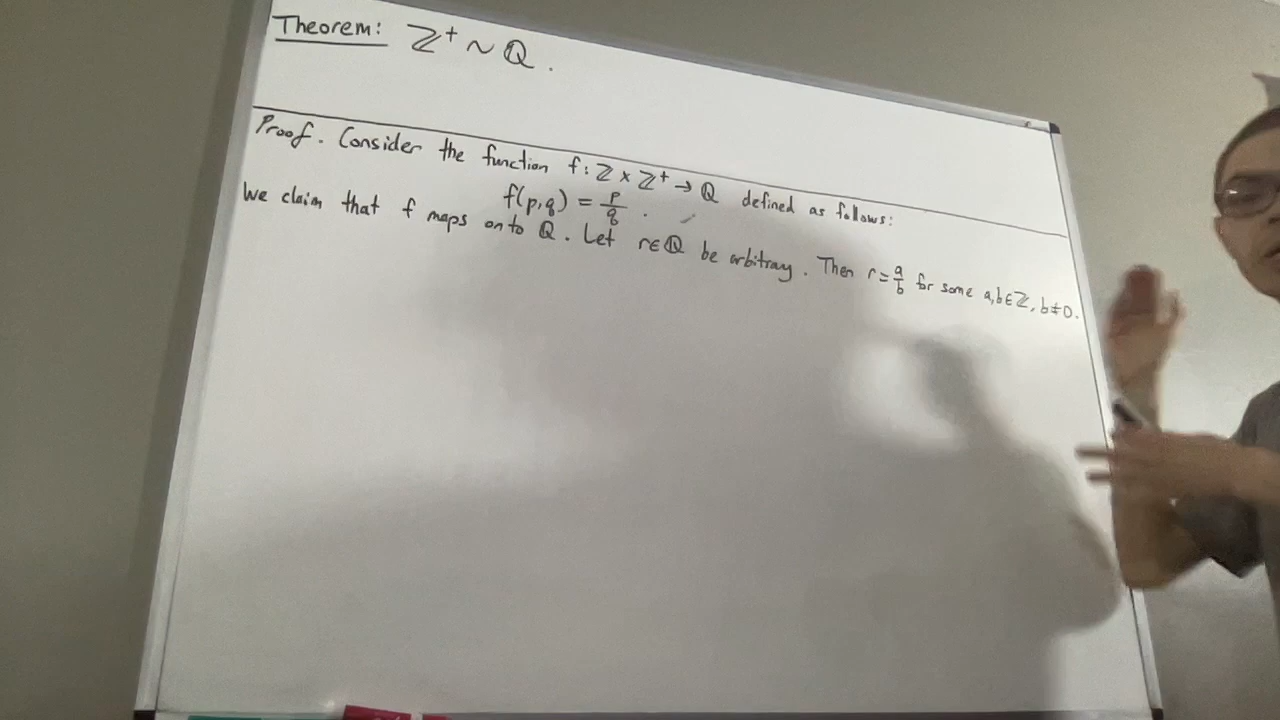 Theorem: ℤ⁺ ~ ℚ.
Proof. Consider the function f: ℤ × ℤ⁺ → ℚ defined as follows:
f(p,q) = p/q.
We claim that f maps onto ℚ. Let r∈ℚ be arbitray. Then r = a/b for some a,b∈ℤ, b≠0.